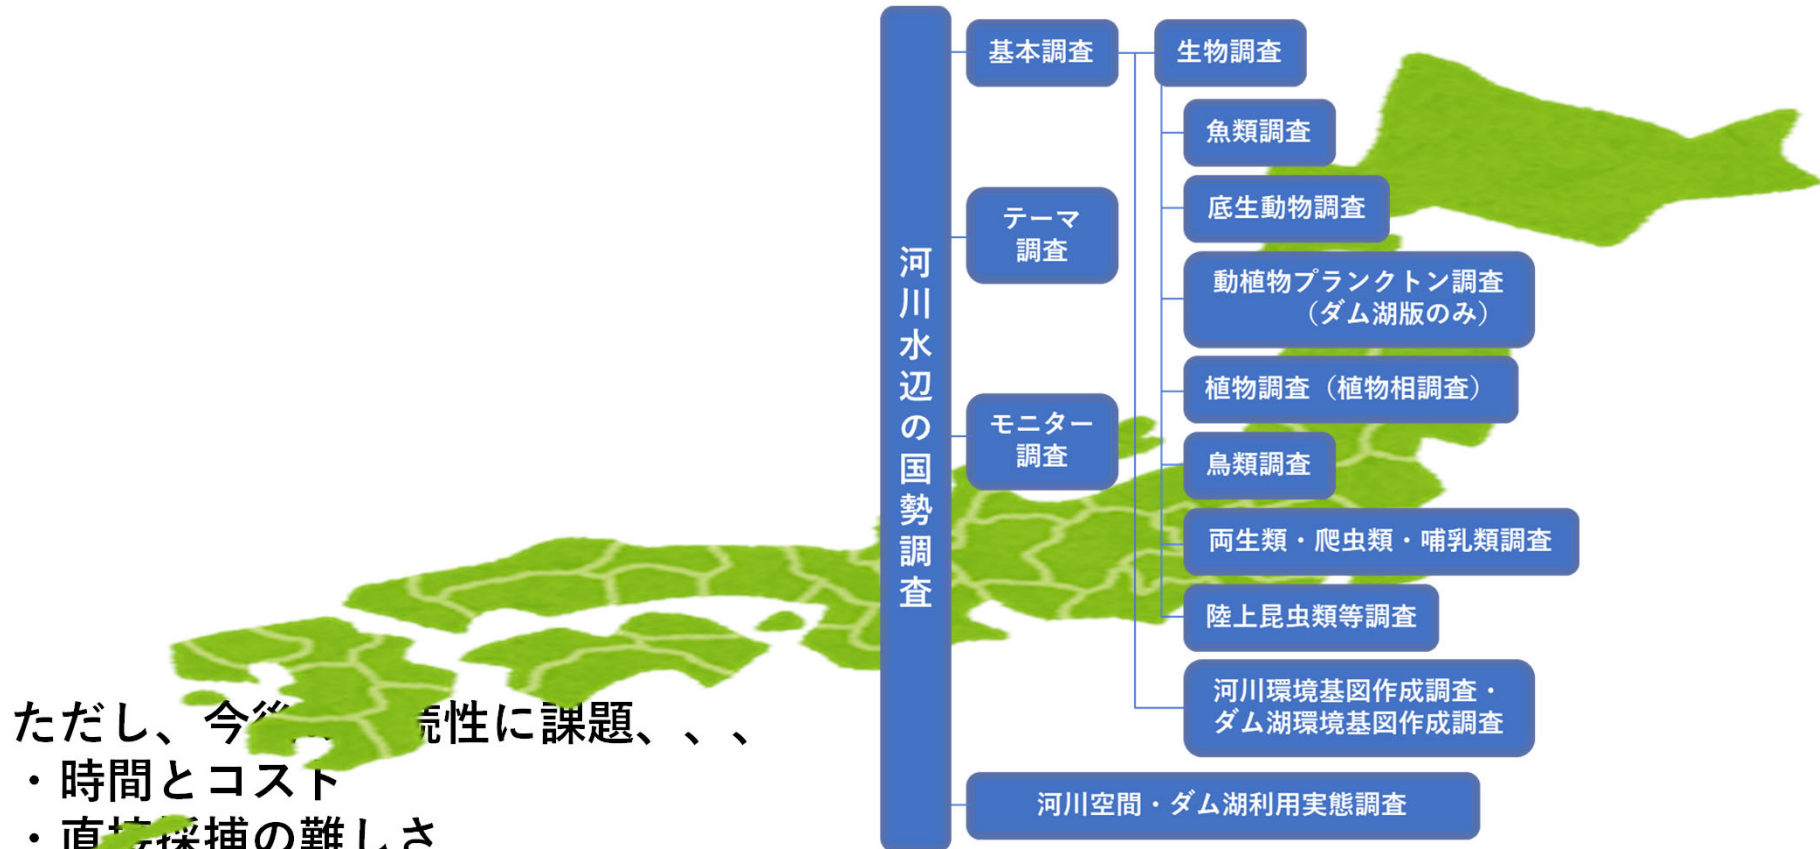 河川水辺の国勢調査
基本調査
テーマ
調査
モニター
調査
生物調査
魚類調査
底生動物調査
動植物プランクトン調査
（ダム湖版のみ）
植物調査（植物相調査）
鳥類調査
両生類・爬虫類・哺乳類調査
陸上昆虫類等調査
河川環境基図作成調査・
ダム湖環境基図作成調査
河川空間・ダム湖利用実態調査
ただし、今後 性に課題、、、
・時間とコスト
・直接採捕の難しさ